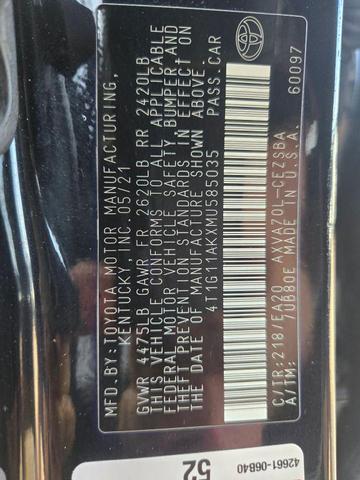 MFD.BY:TOYOTA MOTOR MANUFACTURING,
KENTUCKY, INC. 05/21
GVWR 4475LB GAWR FR 2620LB RR 2420LB
THIS VEHICLE CONFORMS TO ALL APPLICABLE
FEDERAL MOTOR VEHICLE SAFETY, BUMPER, AND
THEFT PREVENTION STANDARDS IN EFFECT ON
THE DATE OF MANUFACTURE SHOWN ABOVE.
4T1G11AKXMU585035 PASS.CAR
C/TR:218/EA20 AXVA70L-CEZSBA
A/TM: 7UB80E MADE IN U.S.A. 60097
42661-06B40
52